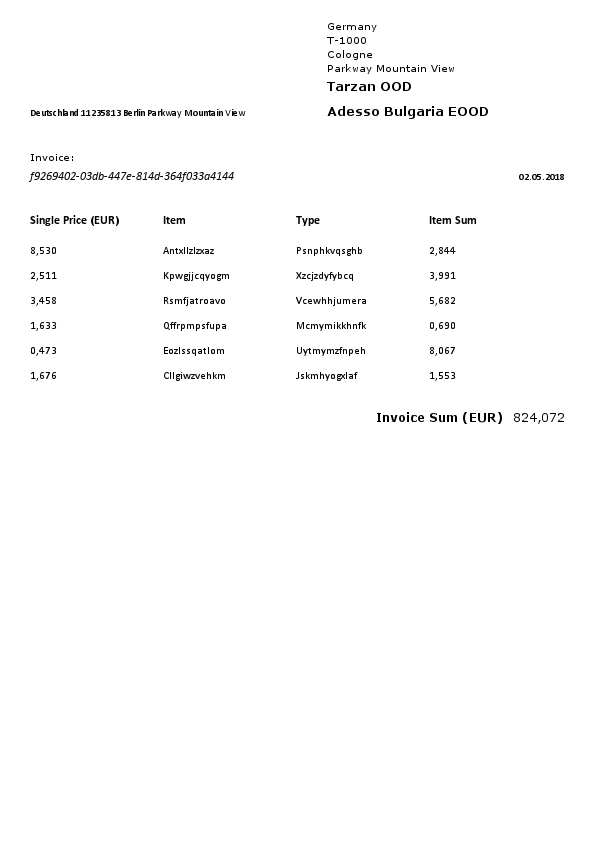 Germany
T-1000
Cologne
Parkway Mountain View
Tarzan OOD
Deutschland 11235813 Berlin Parkway Mountain View
Adesso Bulgaria EOOD
Invoice:
f9269402-03db-447e-814d-364f033a4144
02.05.2018
Single Price (EUR) Item Type Item Sum
8,530 Antxllzlzxaz Psnphkvqsghb 2,844
2,511 Kpwgjjcqyogm Xzcjzdyfybcq 3,991
3,458 Rsmfjatroavo Vcewhhjumera 5,682
1,633 Qffrpmpsfupa Mcmymikkhnfk 0,690
0,473 Eozlssqatlom Uytmymzfnpeh 8,067
1,676 Cllgiwzvehkm Jskmhyogxlaf 1,553
Invoice Sum (EUR) 824,072